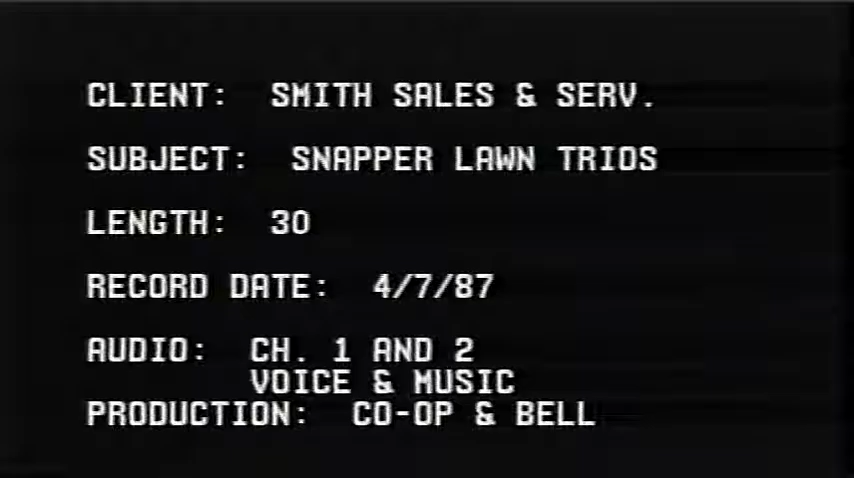 CLIENT: SMITH SALES & SERV.
SUBJECT: SNAPPER LAWN TRIOS
LENGTH: 30
RECORD DATE: 4/7/87
AUDIO: CH. 1 AND 2
VOICE & MUSIC
PRODUCTION: CO-OP & BELL